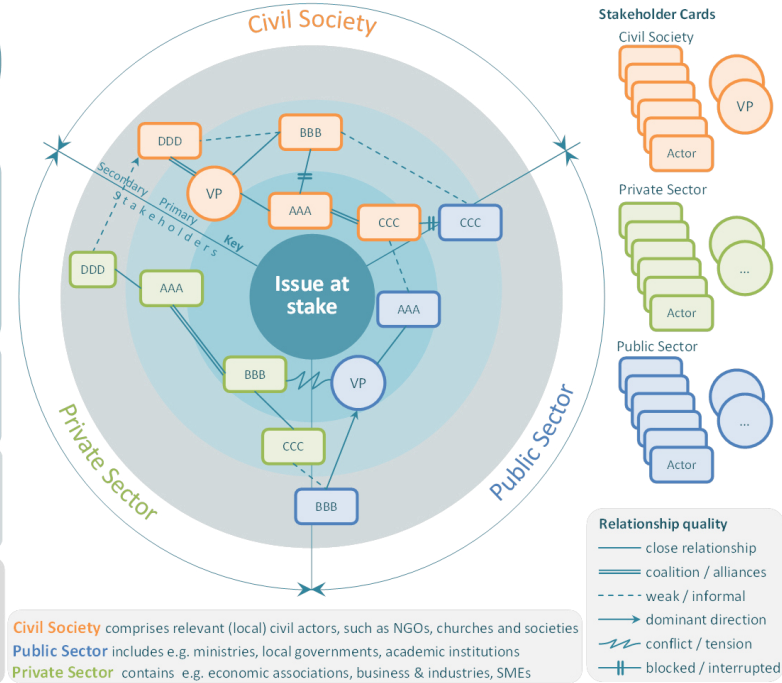 Civil Society
Stakeholder Cards
Civil Society
VP
Actor
DDD
BBB
VP
Secondary Primary Key
Stakeholders
AAA
CCC
CCC
Private Sector
...
Actor
DDD
AAA
Issue at
stake
AAA
BBB
VP
Public Sector
...
Actor
CCC
BBB
Private Sector
Public Sector
Relationship quality
close relationship
coalition / alliances
weak / informal
dominant direction
conflict / tension
blocked / interrupted
Civil Society comprises relevant (local) civil actors, such as NGOs, churches and societies
Public Sector includes e.g. ministries, local governments, academic institutions
Private Sector contains e.g. economic associations, business & industries, SMEs